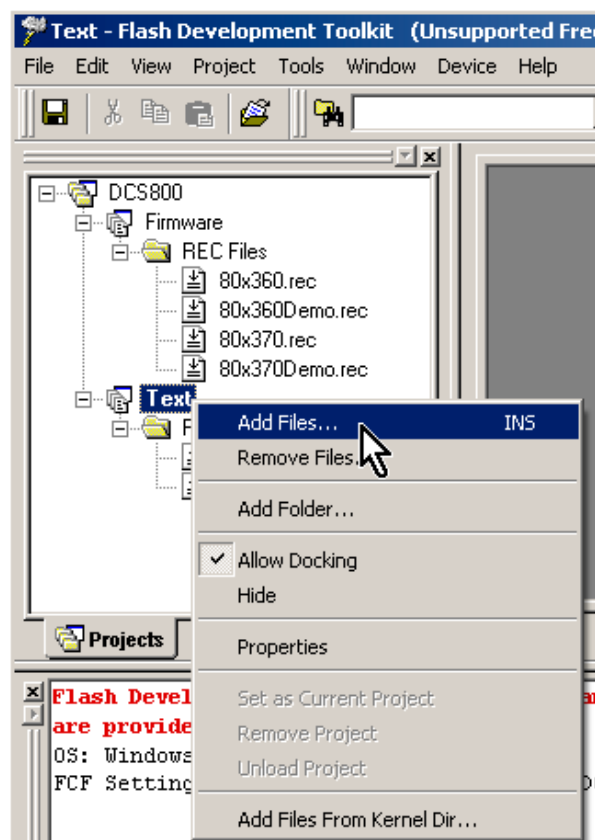 Text - Flash Development Toolkit (Unsupported Free
File Edit View Project Tools Window Device Help
DCS800
Firmware
REC Files
80x360.rec
80x360Demo.rec
80x370.rec
80x370Demo.rec
Text
Add Files... INS
Remove Files...
Add Folder...
Allow Docking
Hide
Properties
Projects
Set as Current Project
Remove Project
Unload Project
Add Files From Kernel Dir...
Flash Devel
are provide
OS: Windows
FCF Setting